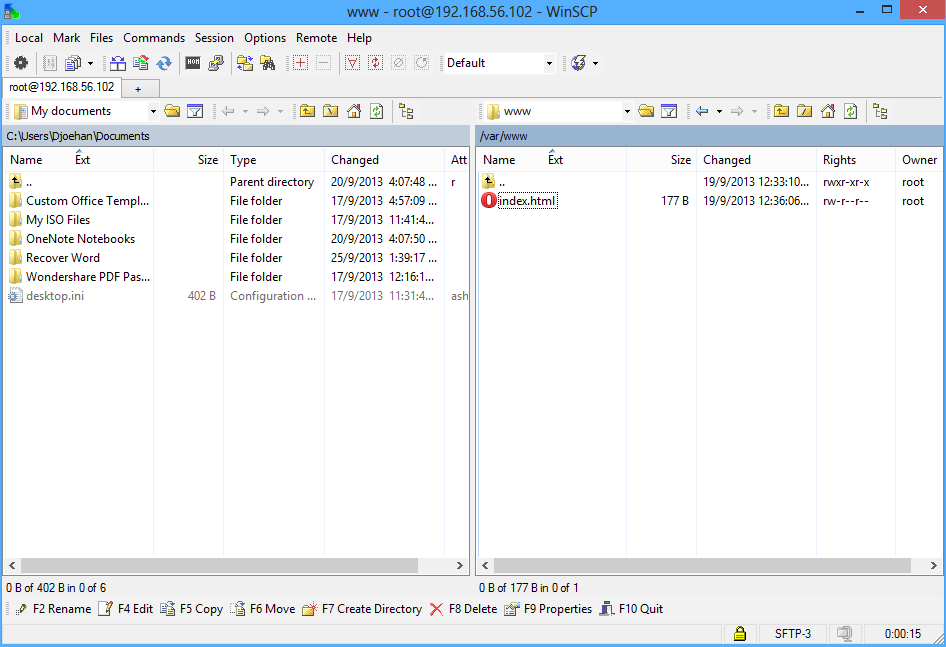 www - root@192.168.56.102 - WinSCP
Local Mark Files Commands Session Options Remote Help
Default
root@192.168.56.102 +
My documents
www
C:\Users\Djoehan\Documents
Name Ext Size Type Changed Att
.. Parent directory 20/9/2013 4:07:48 ... r
Custom Office Templ... File folder 17/9/2013 4:57:09 ...
My ISO Files File folder 17/9/2013 11:41:4...
OneNote Notebooks File folder 20/9/2013 4:07:50 ...
Recover Word File folder 25/9/2013 1:39:17 ...
Wondershare PDF Pas... File folder 17/9/2013 12:16:1...
desktop.ini 402 B Configuration ... 17/9/2013 11:31:4... ash
0 B of 402 B in 0 of 6
/var/www
Name Ext Size Changed Rights Owner
.. 19/9/2013 12:33:10... rwxr-xr-x root
index.html 177 B 19/9/2013 12:36:06... rw-r--r-- root
0 B of 177 B in 0 of 1
F2 Rename F4 Edit F5 Copy F6 Move F7 Create Directory F8 Delete F9 Properties F10 Quit
SFTP-3 0:00:15